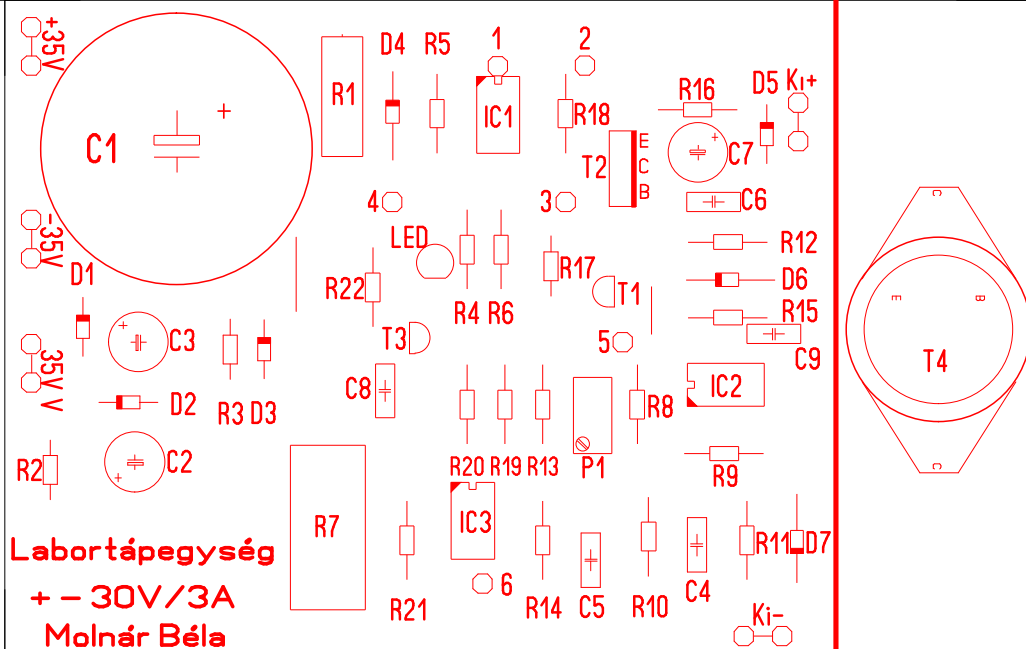 +35V
D4
R5
1
2
D5
Ki+
R1
IC1
R18
R16
+
C1
T2
E
C
B
+
C7
4
3
C6
-35V
LED
R12
D1
R22
R4
R6
R17
T1
D6
R15
C
E
B
T4
C
+
C3
T3
5
C9
35V
V
R3
D3
C8
IC2
D2
R8
R2
+
C2
R20
R19
R13
P1
R9
R7
IC3
R11
D7
6
R21
R14
C5
R10
C4
Ki-
Labortápegység
+ - 30V/3A
Molnár Béla